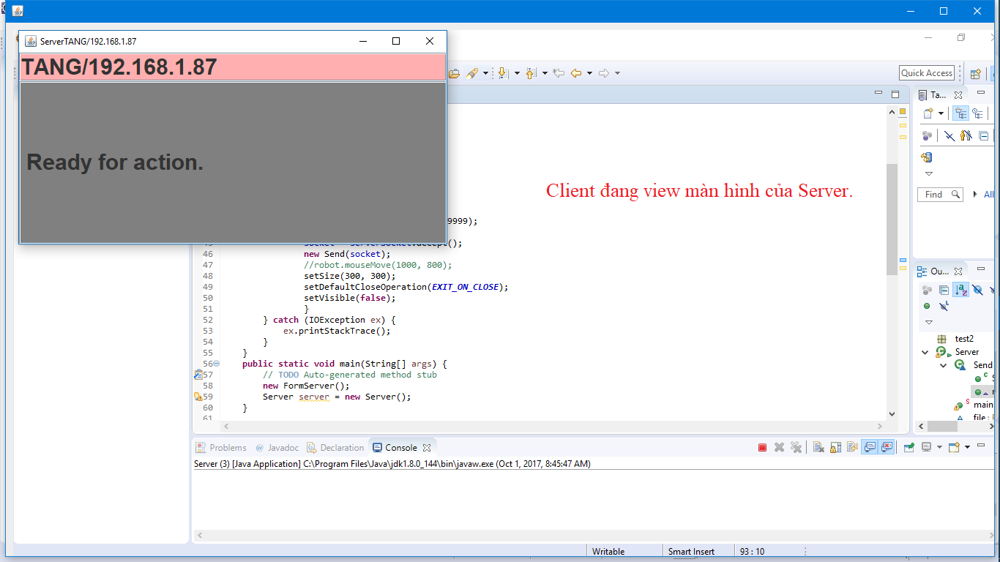 ServerTANG/192.168.1.87
TANG/192.168.1.87
Ready for action.
Quick Access
Ta...
Client đang view màn hình của Server.
Find
All
9999);
socket = serverSocket.accept();
46 new Send(socket);
47 //robot.mouseMove(1000, 800);
48 setSize(300, 300);
49 setDefaultCloseOperation(EXIT_ON_CLOSE);
50 setVisible(false);
51 }
52 } catch (IOException ex) {
53 ex.printStackTrace();
54 }
55 }
56 public static void main(String[] args) {
57 // TODO Auto-generated method stub
58 new FormServer();
59 Server server = new Server();
60 }
61
Ou...
test2
Server
Send
main
file :
Problems @ Javadoc Declaration Console
Server (3) [Java Application] C:\Program Files\Java\jdk1.8.0_144\bin\javaw.exe (Oct 1, 2017, 8:45:47 AM)
Writable Smart Insert 93 : 10